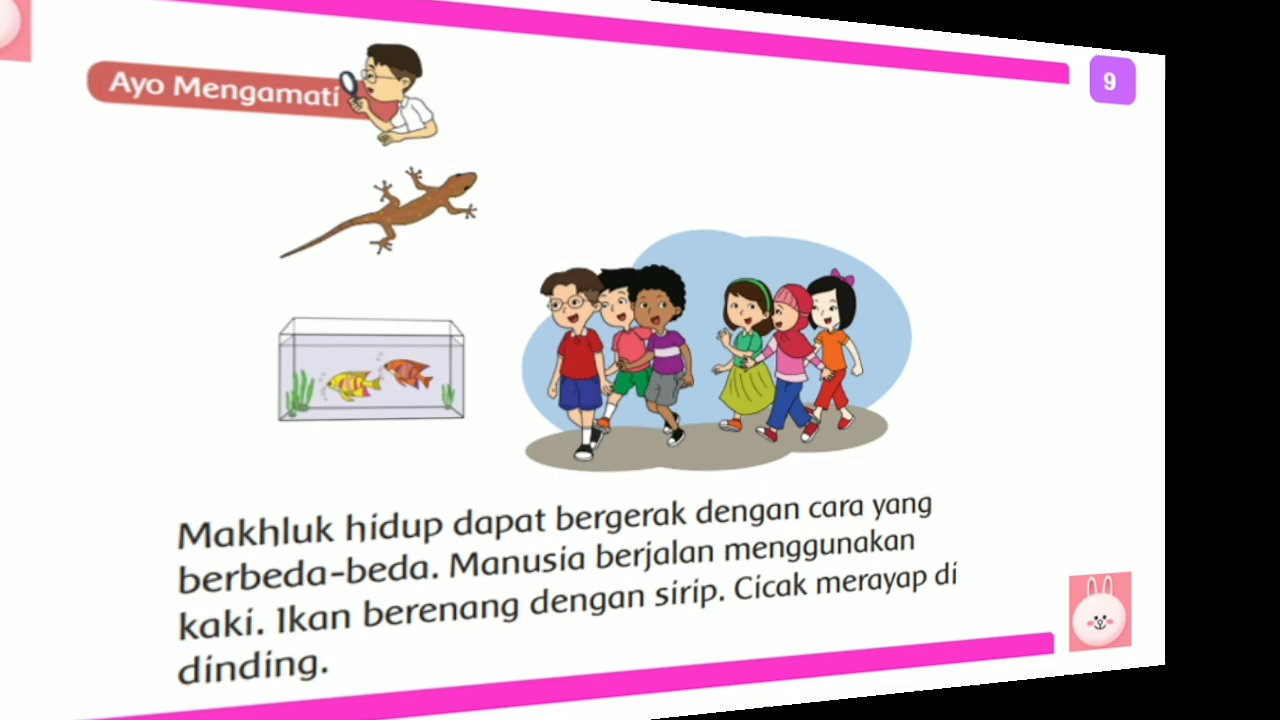 9
Ayo Mengamati
Makhluk hidup dapat bergerak dengan cara yang
berbeda-beda. Manusia berjalan menggunakan
kaki. Ikan berenang dengan sirip. Cicak merayap di
dinding.